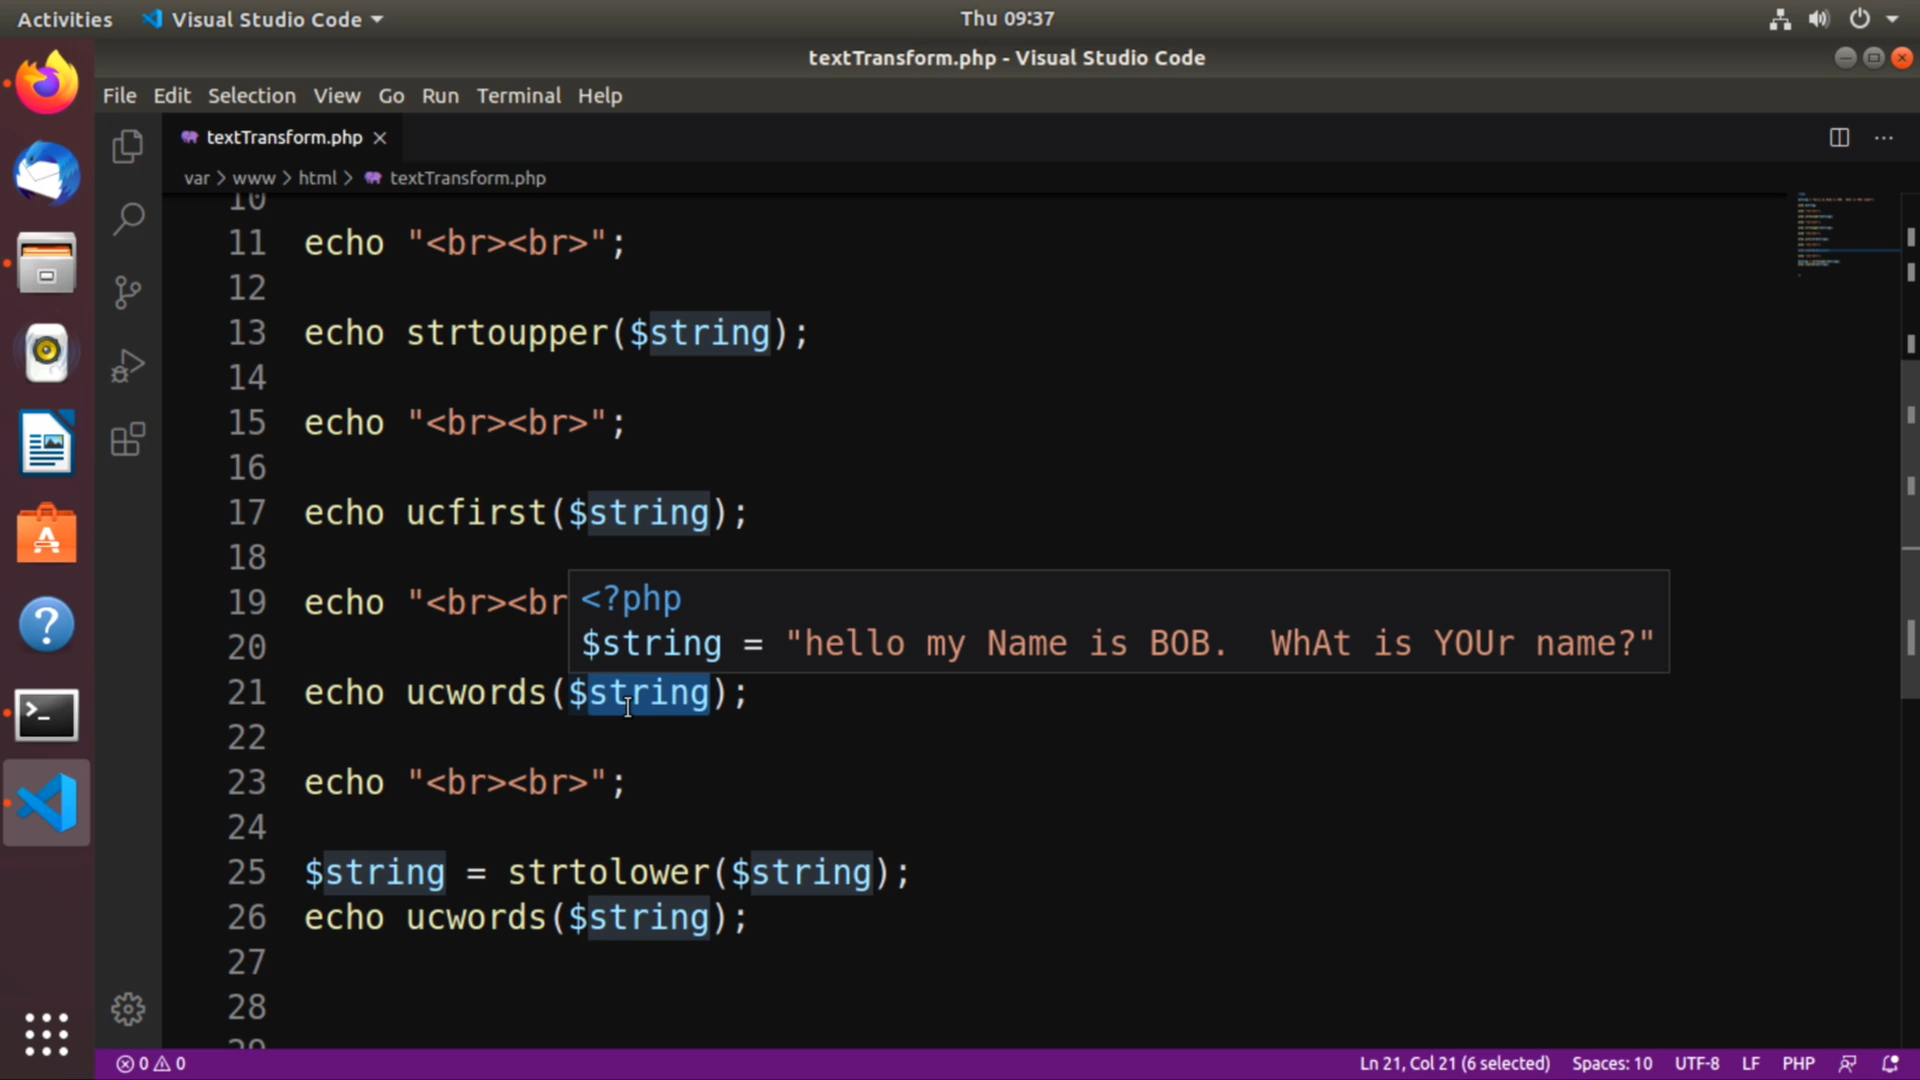 Activities Visual Studio Code Thu 09:37
textTransform.php - Visual Studio Code
File Edit Selection View Go Run Terminal Help
textTransform.php
var > www > html > textTransform.php
10
11 echo "<br><br>";
12
13 echo strtoupper($string);
14
15 echo "<br><br>";
16
17 echo ucfirst($string);
18
<?php
19 echo "<br><br
$string = "hello my Name is BOB.  WhAt is YOUr name?"
20
21 echo ucwords($string);
22
23 echo "<br><br>";
24
25 $string = strtolower($string);
26 echo ucwords($string);
27
28
0 0 Ln 21, Col 21 (6 selected) Spaces: 10 UTF-8 LF PHP